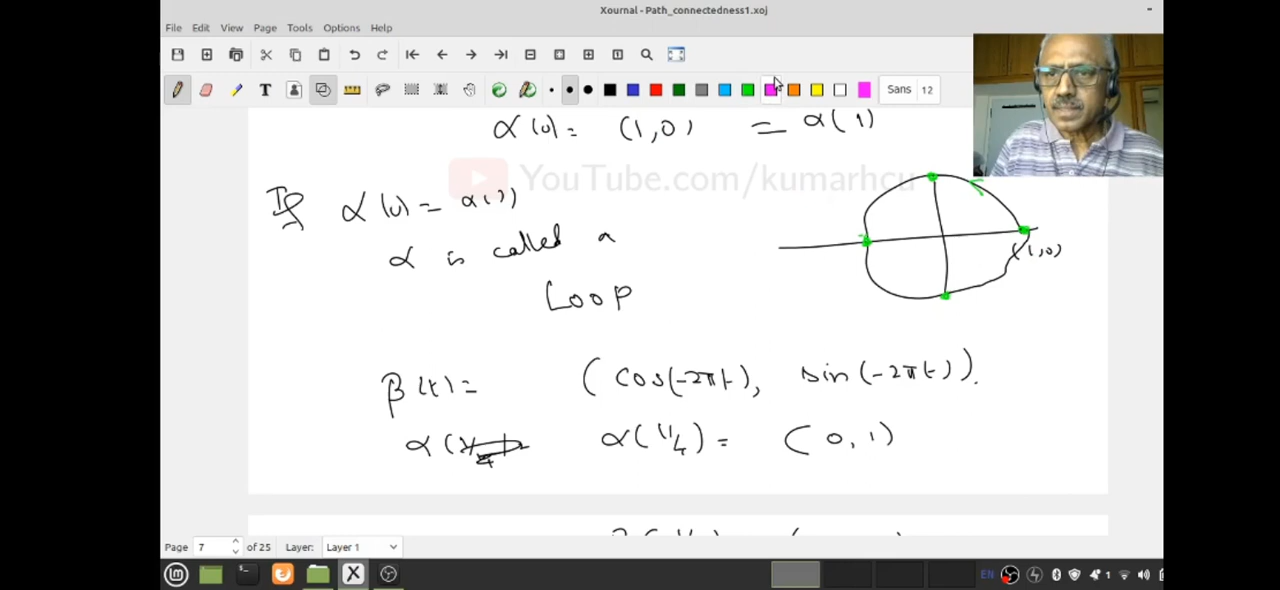 Xournal - Path_connectedness1.xoj
File Edit View Page Tools Options Help
Sans 12
α(0) = (1,0) = α(1)
YouTube.com/kumarhcu
If α(0) = α(1)
α is called a
Loop
(1,0)
β(t) = (cos(-2πt), sin(-2πt)).
α( α(1/4) = (0,1)
Page 7 of 25 Layer: Layer 1
EN 1